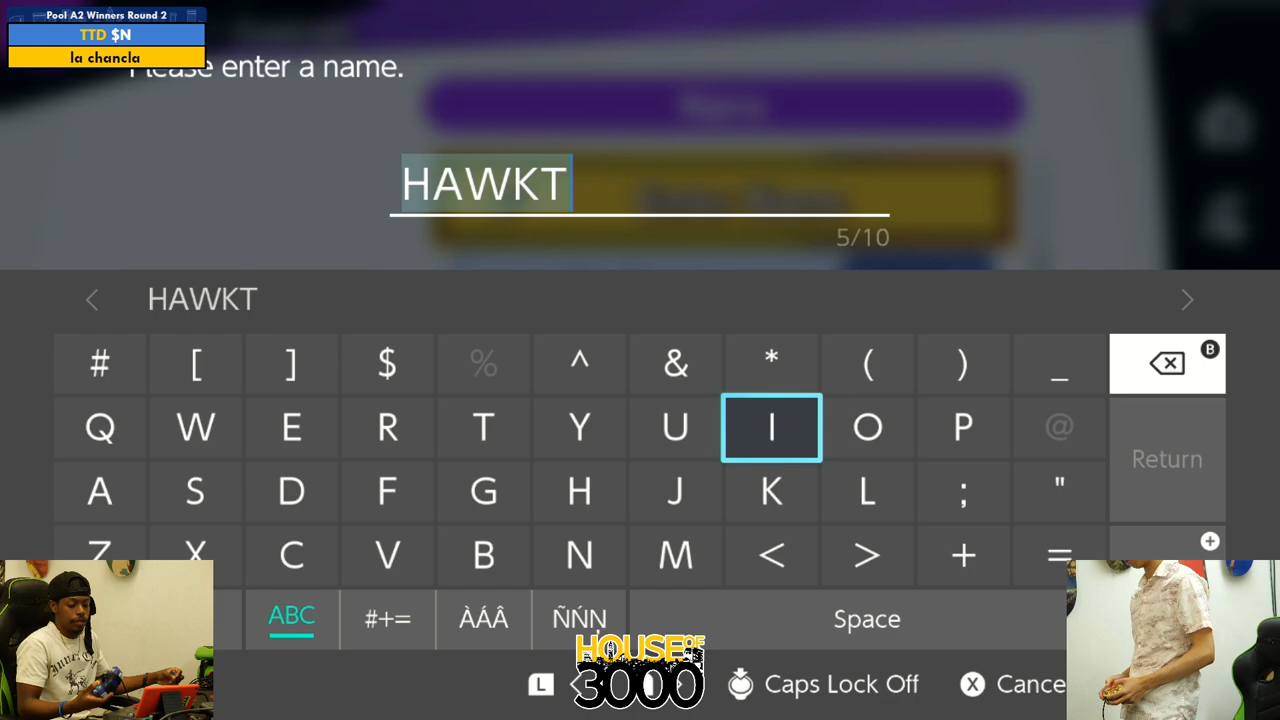 Pool A2 Winners Round 2
TTD $N
la chancla
Please enter a name.
HAWKT
5/10
< HAWKT >
# [ ] $ % ^ & * ( ) _ B
Q W E R T Y U I O P @
Return
A S D F G H J K L ; "
Z X C V B N M < > + = +
ABC #+= ÀÁÂ ÑŃŅ Space
HOUSE OF
3000
L Caps Lock Off X Cance